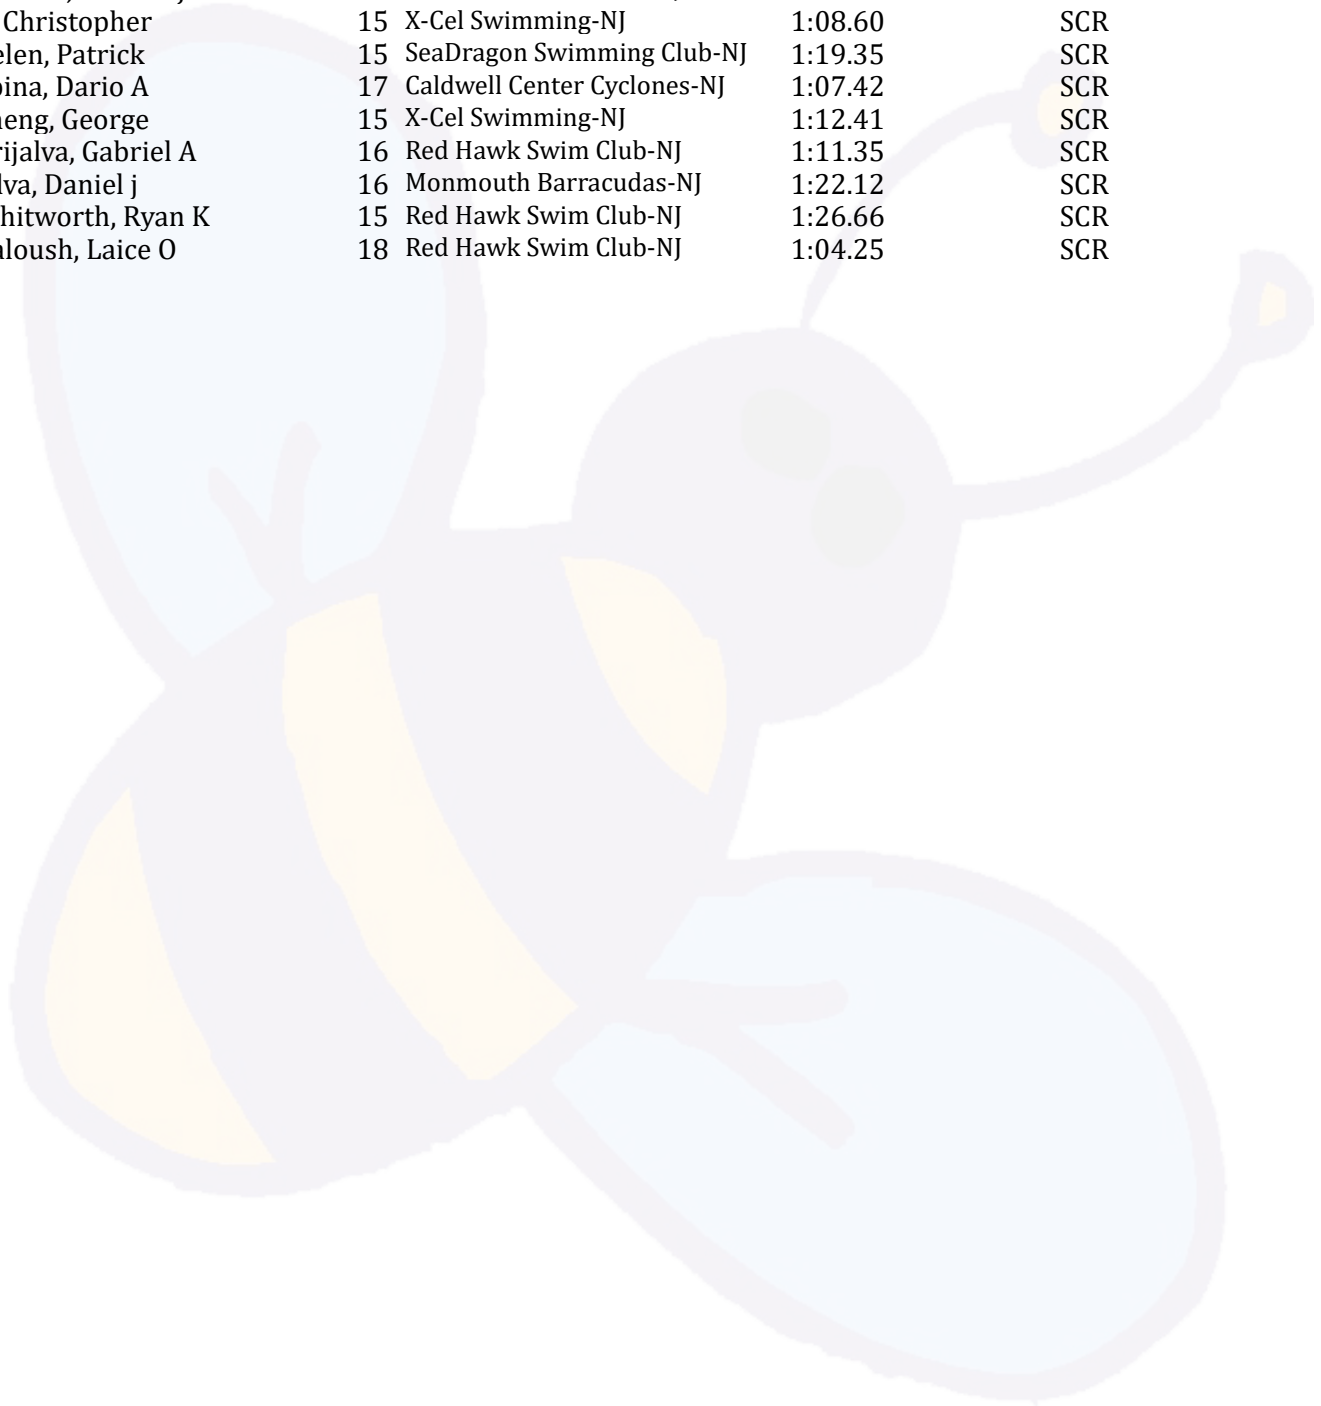 Christopher 15 X-Cel Swimming-NJ 1:08.60 SCR
elen, Patrick 15 SeaDragon Swimming Club-NJ 1:19.35 SCR
ina, Dario A 17 Caldwell Center Cyclones-NJ 1:07.42 SCR
eng, George 15 X-Cel Swimming-NJ 1:12.41 SCR
rijalva, Gabriel A 16 Red Hawk Swim Club-NJ 1:11.35 SCR
lva, Daniel j 16 Monmouth Barracudas-NJ 1:22.12 SCR
hitworth, Ryan K 15 Red Hawk Swim Club-NJ 1:26.66 SCR
aloush, Laice O 18 Red Hawk Swim Club-NJ 1:04.25 SCR